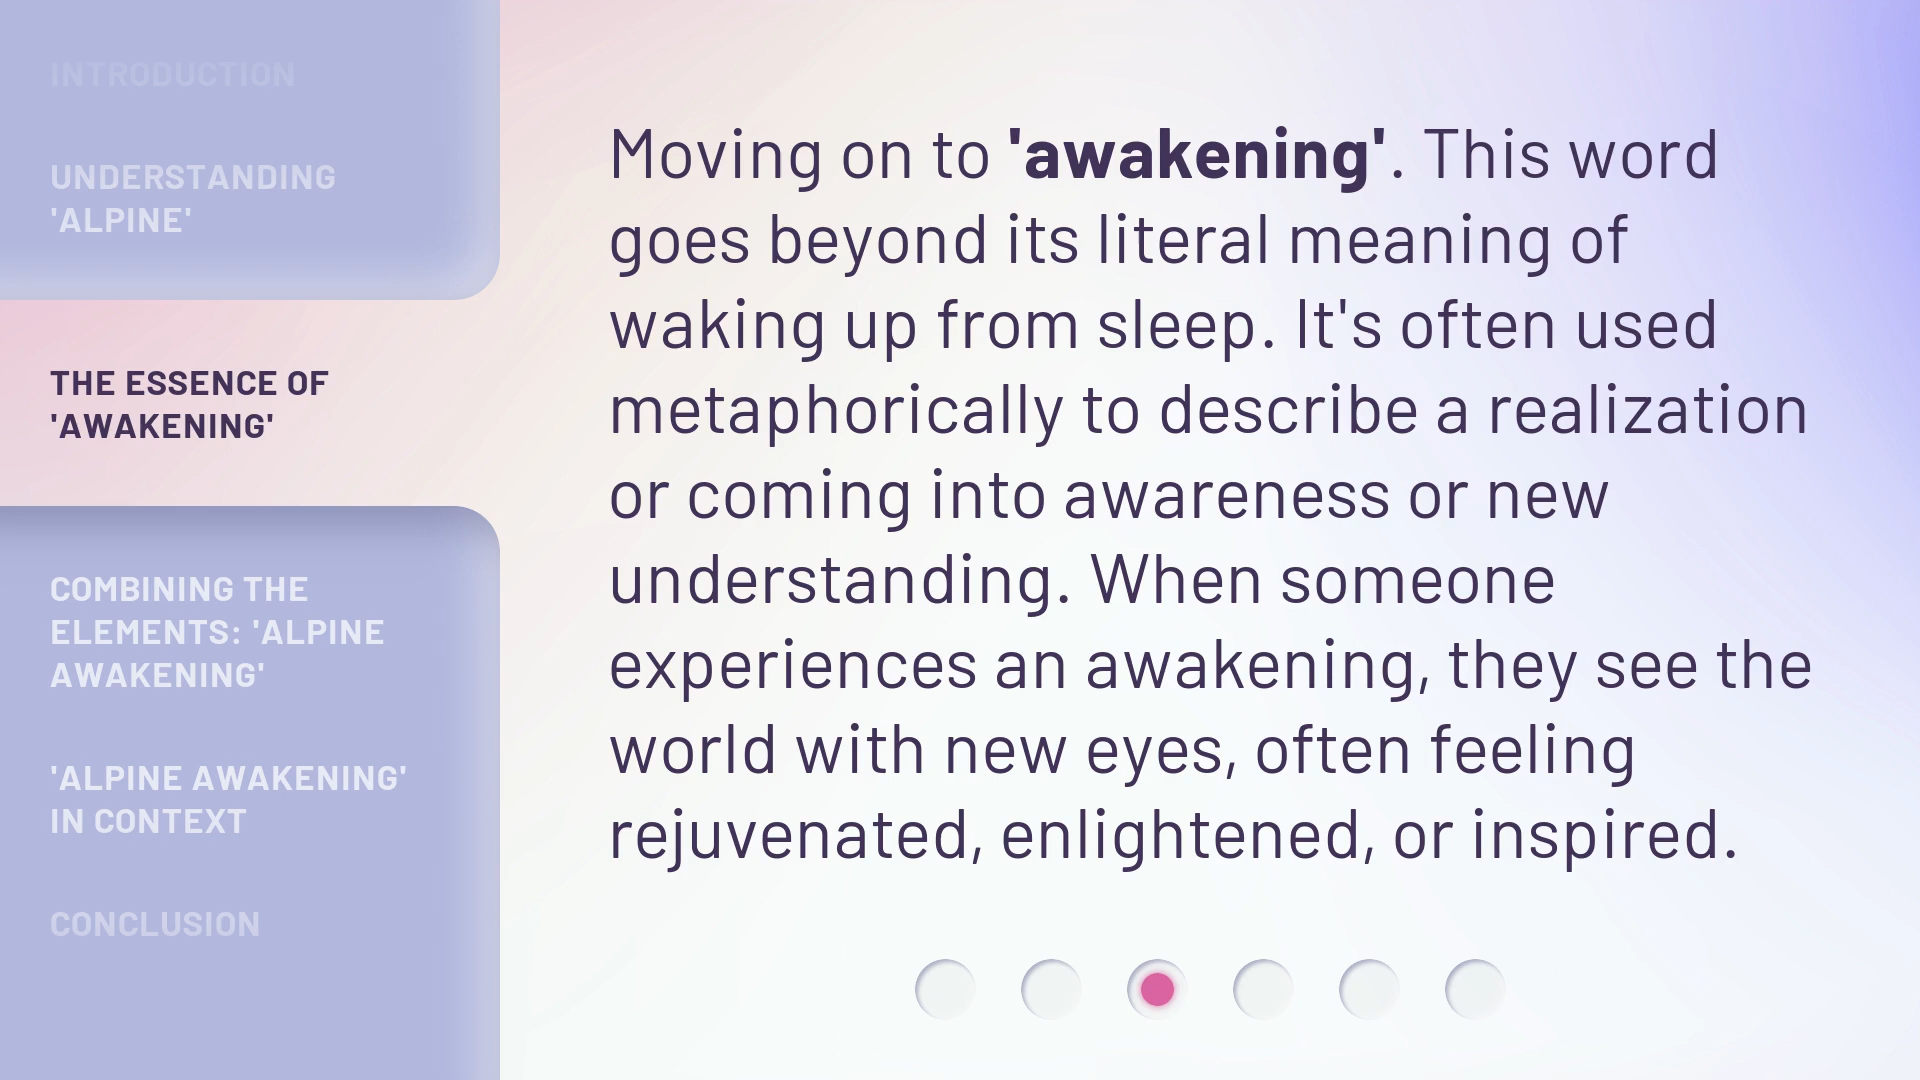 INTRODUCTION
UNDERSTANDING
'ALPINE'
THE ESSENCE OF
'AWAKENING'
COMBINING THE
ELEMENTS: 'ALPINE
AWAKENING'
'ALPINE AWAKENING'
IN CONTEXT
CONCLUSION
Moving on to 'awakening'. This word
goes beyond its literal meaning of
waking up from sleep. It's often used
metaphorically to describe a realization
or coming into awareness or new
understanding. When someone
experiences an awakening, they see the
world with new eyes, often feeling
rejuvenated, enlightened, or inspired.